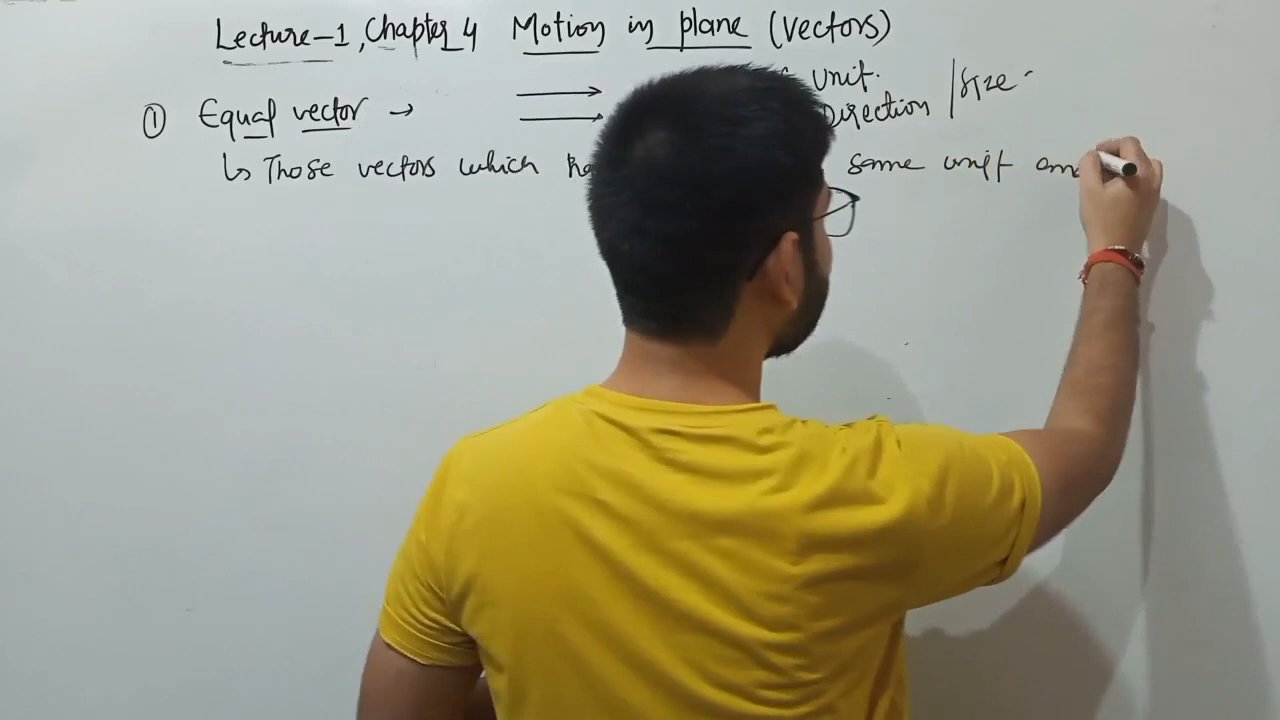 Lecture-1, Chapter 4 Motion in plane (vectors)
unit.
① Equal vector → Direction /size
↳ Those vectors which same unit